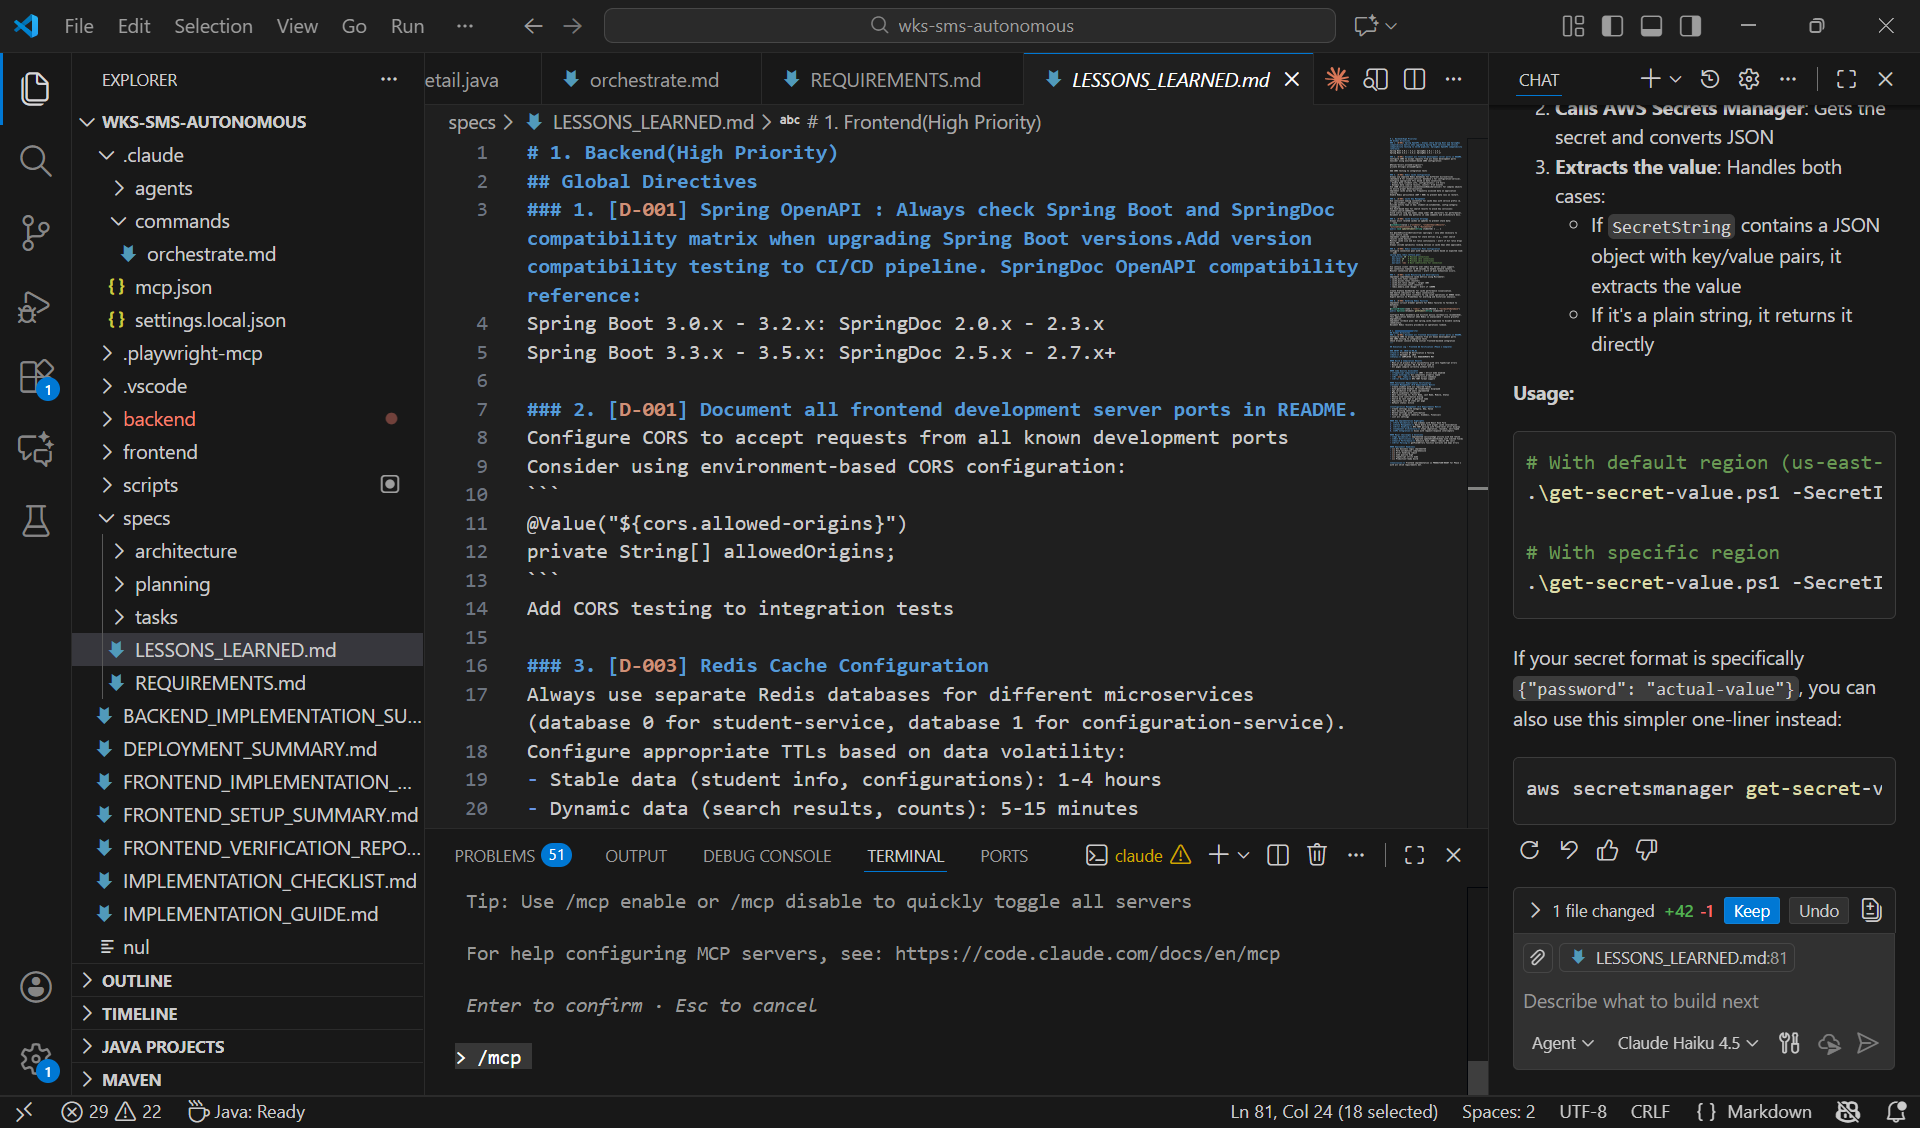 File Edit Selection View Go Run ···
wks-sms-autonomous
EXPLORER
WKS-SMS-AUTONOMOUS
.claude
agents
commands
orchestrate.md
{} mcp.json
{} settings.local.json
.playwright-mcp
.vscode
backend
frontend
scripts
specs
architecture
planning
tasks
LESSONS_LEARNED.md
REQUIREMENTS.md
BACKEND_IMPLEMENTATION_SU...
DEPLOYMENT_SUMMARY.md
FRONTEND_IMPLEMENTATION_...
FRONTEND_SETUP_SUMMARY.md
FRONTEND_VERIFICATION_REPO...
IMPLEMENTATION_CHECKLIST.md
IMPLEMENTATION_GUIDE.md
nul
OUTLINE
TIMELINE
JAVA PROJECTS
MAVEN
1
1
etail.java
orchestrate.md
REQUIREMENTS.md
LESSONS_LEARNED.md
specs > LESSONS_LEARNED.md > abc # 1. Frontend(High Priority)
1 # 1. Backend(High Priority)
2 ## Global Directives
3 ### 1. [D-001] Spring OpenAPI : Always check Spring Boot and SpringDoc
compatibility matrix when upgrading Spring Boot versions.Add version
compatibility testing to CI/CD pipeline. SpringDoc OpenAPI compatibility
reference:
4 Spring Boot 3.0.x - 3.2.x: SpringDoc 2.0.x - 2.3.x
5 Spring Boot 3.3.x - 3.5.x: SpringDoc 2.5.x - 2.7.x+
6
7 ### 2. [D-001] Document all frontend development server ports in README.
8 Configure CORS to accept requests from all known development ports
9 Consider using environment-based CORS configuration:
10 ```
11 @Value("${cors.allowed-origins}")
12 private String[] allowedOrigins;
13 ```
14 Add CORS testing to integration tests
15
16 ### 3. [D-003] Redis Cache Configuration
17 Always use separate Redis databases for different microservices
(database 0 for student-service, database 1 for configuration-service).
18 Configure appropriate TTLs based on data volatility:
19 - Stable data (student info, configurations): 1-4 hours
20 - Dynamic data (search results, counts): 5-15 minutes
PROBLEMS 51 OUTPUT DEBUG CONSOLE TERMINAL PORTS
claude
Tip: Use /mcp enable or /mcp disable to quickly toggle all servers
For help configuring MCP servers, see: https://code.claude.com/docs/en/mcp
Enter to confirm · Esc to cancel
> /mcp
CHAT
2. Calls AWS Secrets Manager: Gets the
secret and converts JSON
3. Extracts the value: Handles both
cases:
If SecretString contains a JSON
object with key/value pairs, it
extracts the value
If it's a plain string, it returns it
directly
Usage:
# With default region (us-east-
.\get-secret-value.ps1 -SecretI
# With specific region
.\get-secret-value.ps1 -SecretI
If your secret format is specifically
{"password": "actual-value"}, you can
also use this simpler one-liner instead:
aws secretsmanager get-secret-v
1 file changed +42 -1 Keep Undo
LESSONS_LEARNED.md:81
Describe what to build next
Agent Claude Haiku 4.5
29 22 Java: Ready
Ln 81, Col 24 (18 selected) Spaces: 2 UTF-8 CRLF {} Markdown